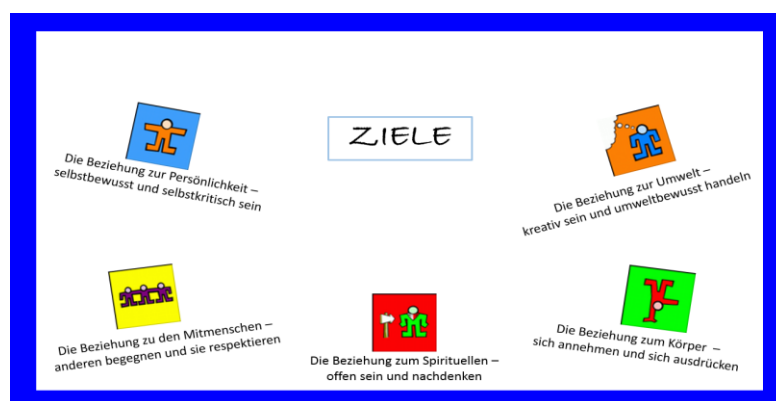 ZIELE
Die Beziehung zur Persönlichkeit –
selbstbewusst und selbstkritisch sein
Die Beziehung zur Umwelt –
kreativ sein und umweltbewusst handeln
Die Beziehung zu den Mitmenschen –
anderen begegnen und sie respektieren
Die Beziehung zum Spirituellen –
offen sein und nachdenken
Die Beziehung zum Körper –
sich annehmen und sich ausdrücken